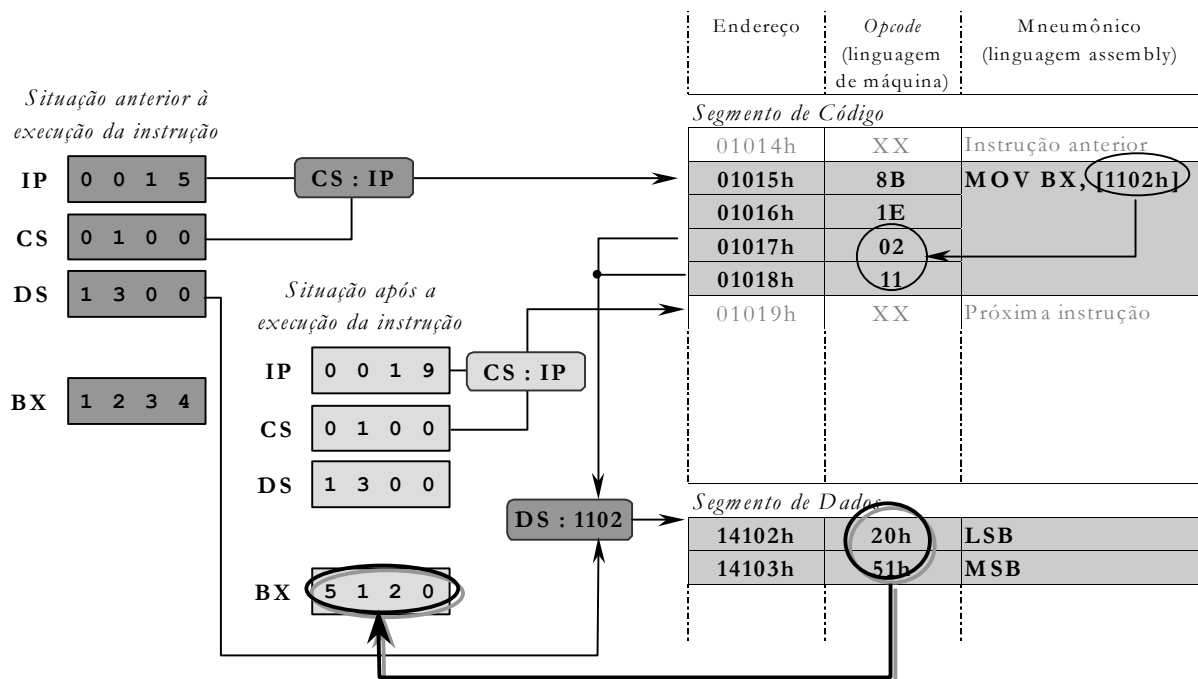 Endereço Opcode Mneumônico
(linguagem (linguagem assembly)
de máquina)
Situação anterior à
execução da instrução
Segmento de Código
01014h XX Instrução anterior
IP 0 0 1 5 CS : IP 01015h 8B MOV BX, [1102h]
01016h 1E
CS 0 1 0 0 01017h 02
DS 1 3 0 0 01018h 11
Situação após a
execução da instrução
01019h XX Próxima instrução
IP 0 0 1 9 CS : IP
BX 1 2 3 4
CS 0 1 0 0
DS 1 3 0 0
Segmento de Dados
DS : 1102 14102h 20h LSB
14103h 51h MSB
BX 5 1 2 0